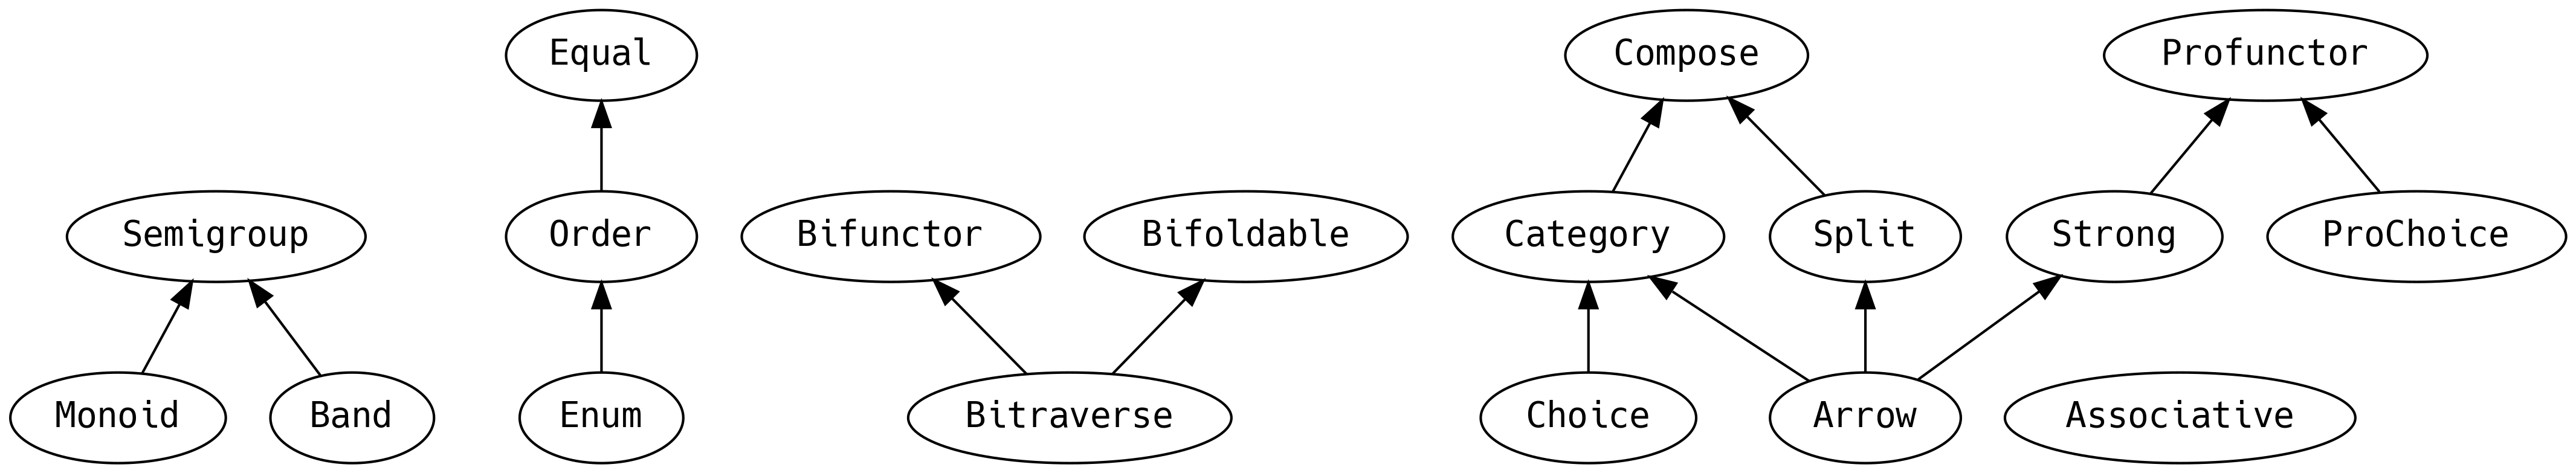 Equal
Compose
Profunctor
Semigroup
Order
Bifunctor
Bifoldable
Category
Split
Strong
ProChoice
Monoid
Band
Enum
Bitraverse
Choice
Arrow
Associative